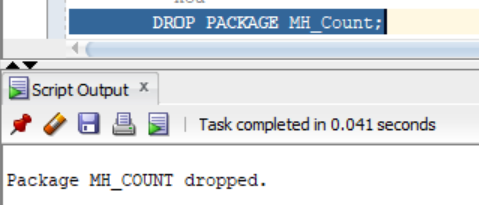 DROP PACKAGE MH_Count;
Script Output x
Task completed in 0.041 seconds
Package MH_COUNT dropped.